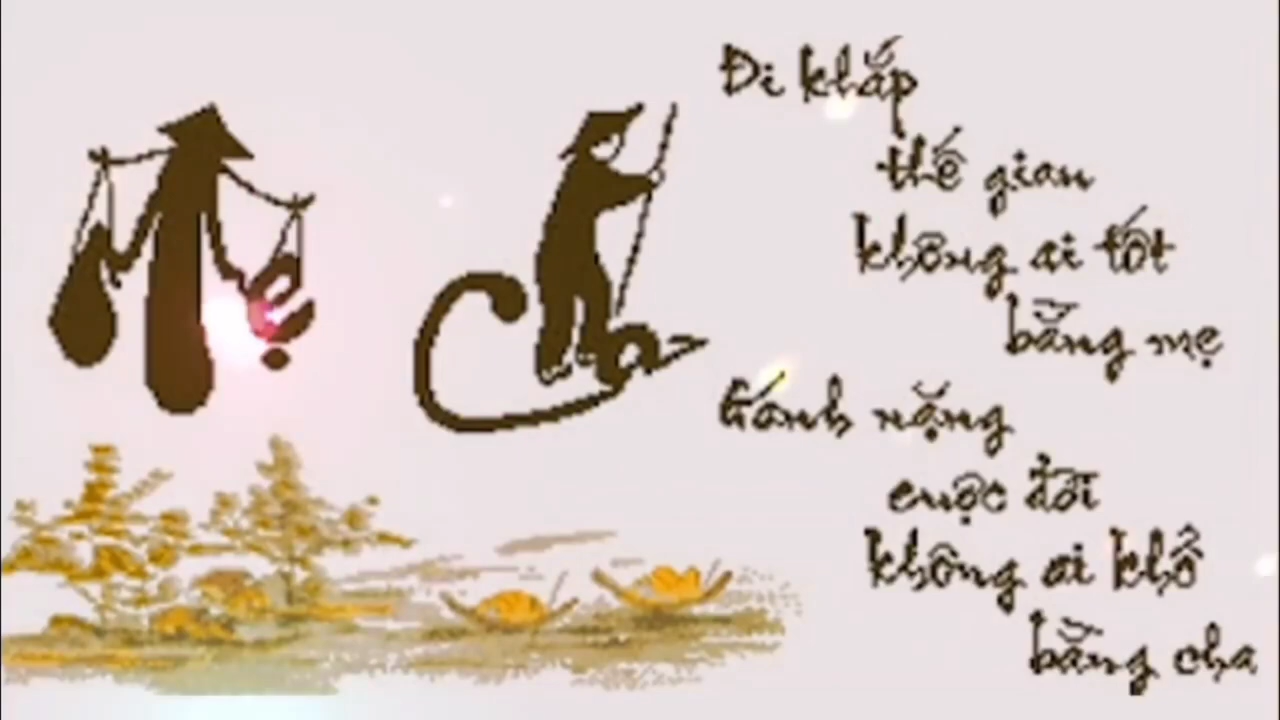 Mẹ Cha
Đi khắp
thế gian
không ai tốt
bằng mẹ
Gánh nặng
cuộc đời
không ai khổ
bằng cha